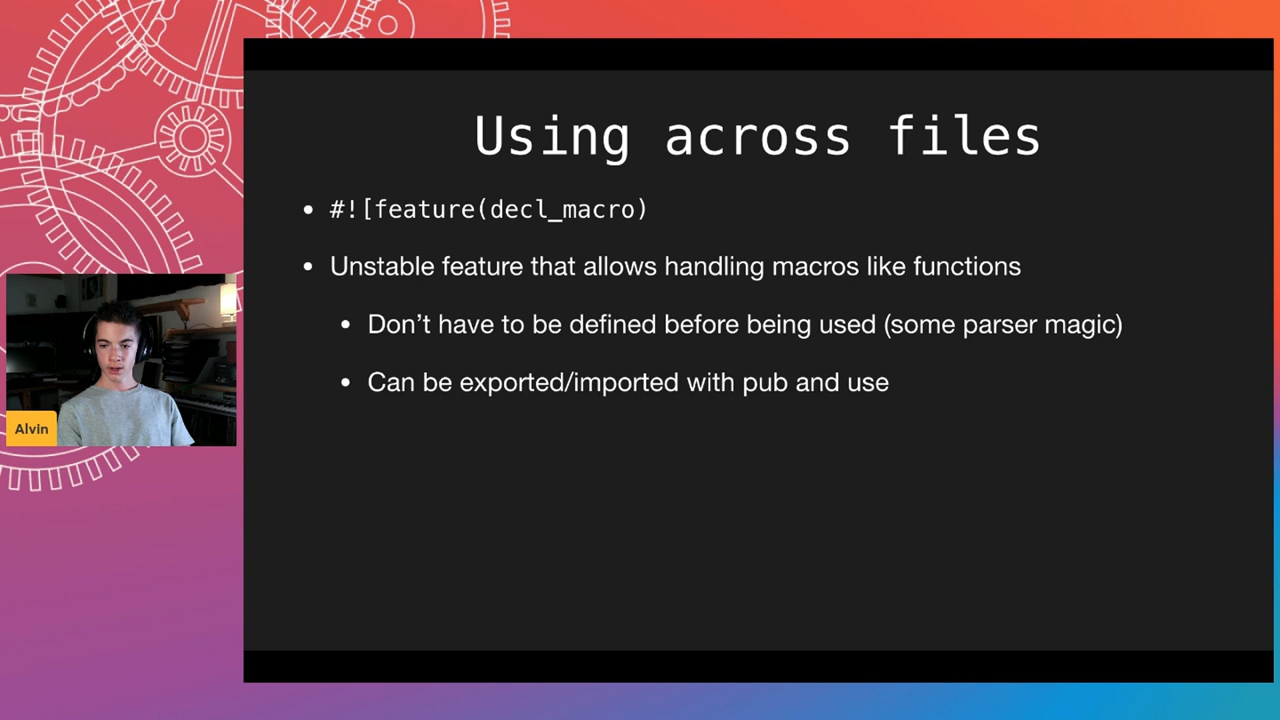 Using across files
• #![feature(decl_macro)
• Unstable feature that allows handling macros like functions
• Don’t have to be defined before being used (some parser magic)
• Can be exported/imported with pub and use
Alvin